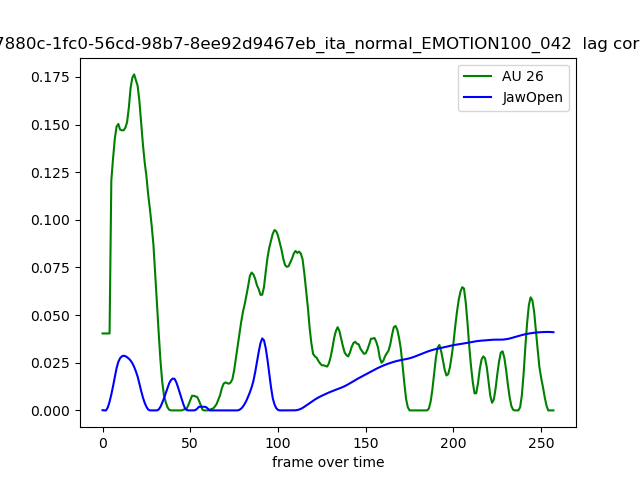 7880c-1fc0-56cd-98b7-8ee92d9467eb_ita_normal_EMOTION100_042 lag cor
AU 26
JawOpen
0.175
0.150
0.125
0.100
0.075
0.050
0.025
0.000
0 50 100 150 200 250
frame over time